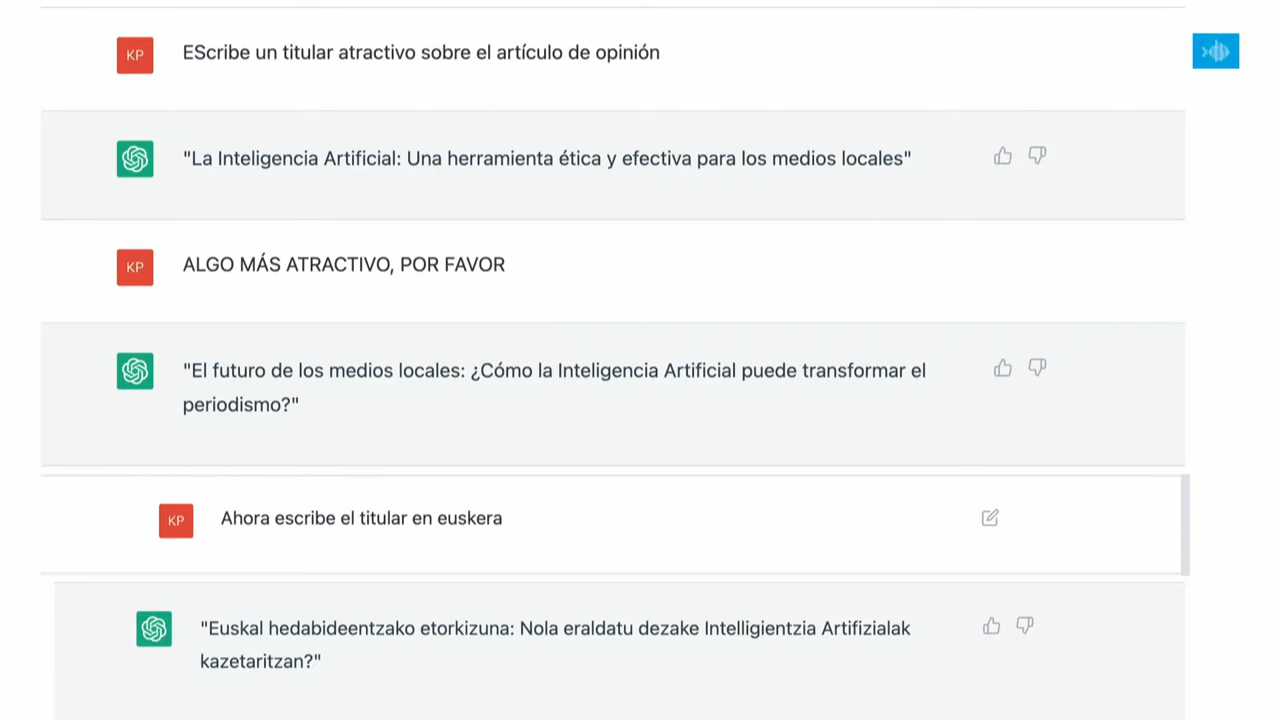 KP
EScribe un titular atractivo sobre el artículo de opinión
"La Inteligencia Artificial: Una herramienta ética y efectiva para los medios locales"
KP
ALGO MÁS ATRACTIVO, POR FAVOR
"El futuro de los medios locales: ¿Cómo la Inteligencia Artificial puede transformar el
periodismo?"
KP
Ahora escribe el titular en euskera
"Euskal hedabideentzako etorkizuna: Nola eraldatu dezake Intelligientzia Artifizialak
kazetaritzan?"